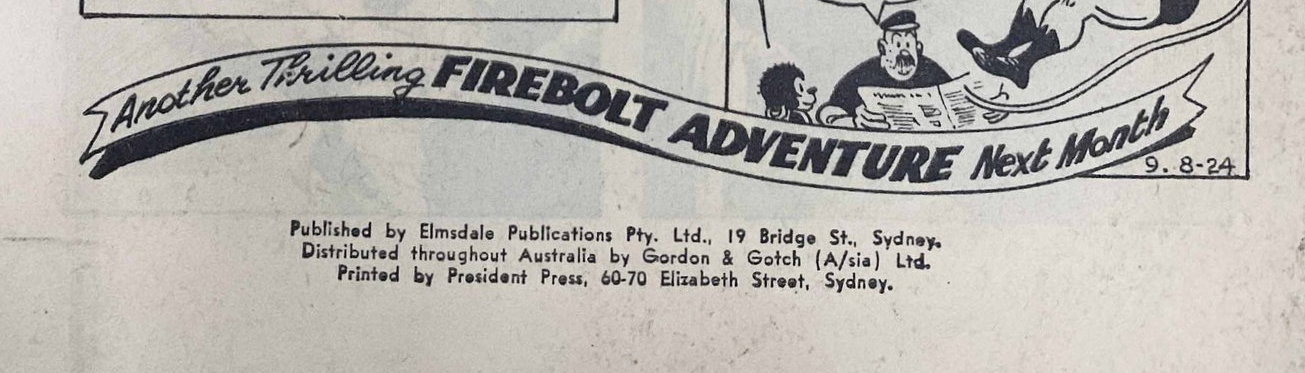 Another Thrilling FIREBOLT ADVENTURE Next Month
9. 8-24
Published by Elmsdale Publications Pty. Ltd., 19 Bridge St., Sydney.
Distributed throughout Australia by Gordon & Gotch (A/sia) Ltd.
Printed by President Press, 60-70 Elizabeth Street, Sydney.